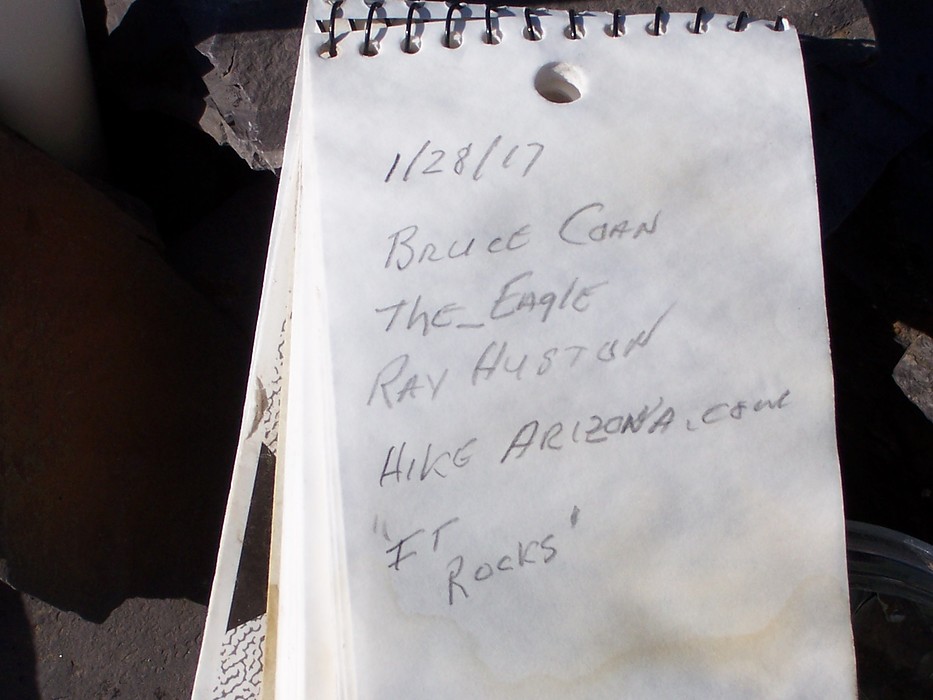 1/28/17
BRUCE COAN
THE_EAglE
RAY HUSTON
HIKE ARIZONA.COM
"IT
ROCKS"